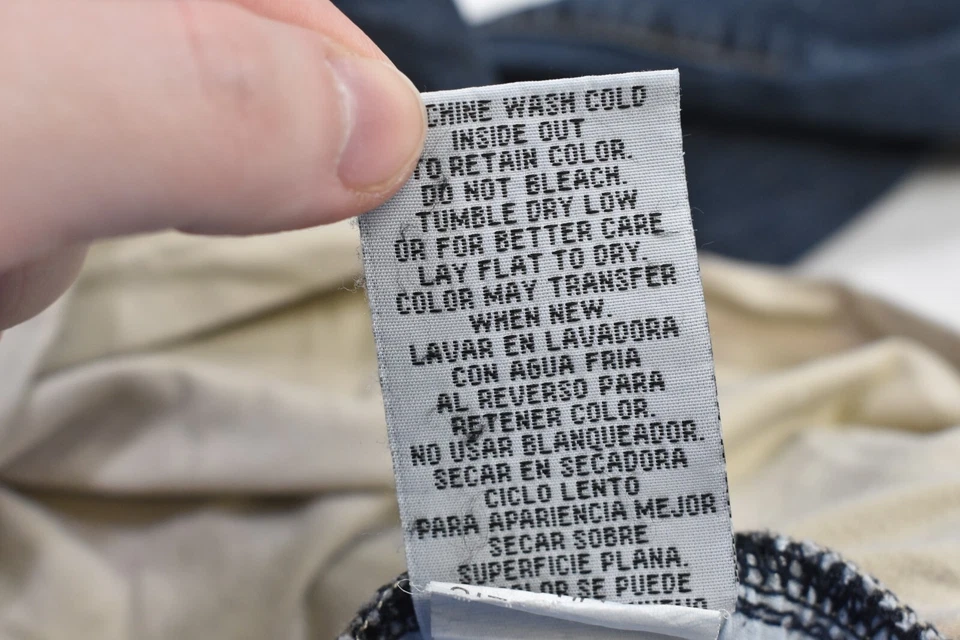 CHINE WASH COLD
INSIDE OUT
TO RETAIN COLOR.
DO NOT BLEACH.
TUMBLE DRY LOW
OR FOR BETTER CARE
LAY FLAT TO DRY.
COLOR MAY TRANSFER
WHEN NEW.
LAVAR EN LAVADORA
CON AGUA FRIA
AL REVERSO PARA
RETENER COLOR.
NO USAR BLANQUEADOR.
SECAR EN SECADORA
CICLO LENTO
PARA APARIENCIA MEJOR
SECAR SOBRE
SUPERFICIE PLANA.
SE PUEDE